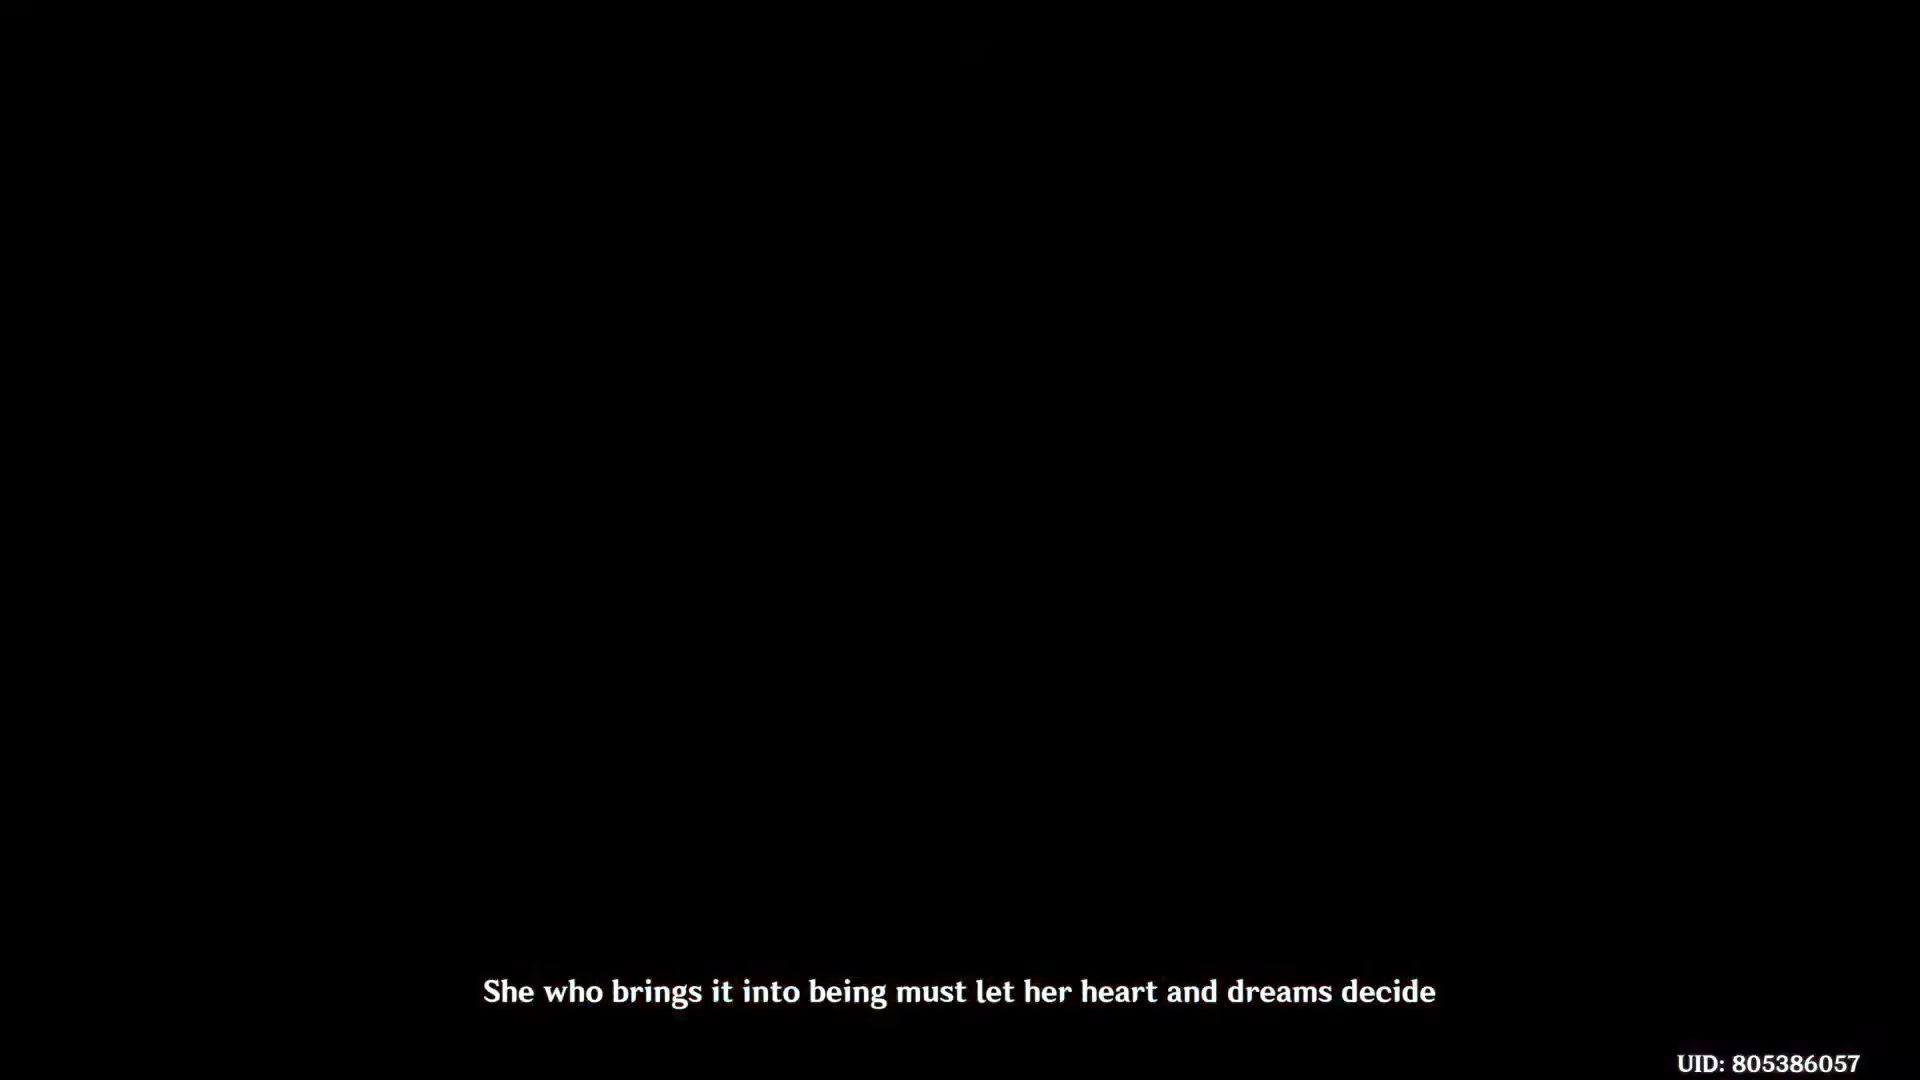 She who brings it into being must let her heart and dreams decide
UID: 805386057